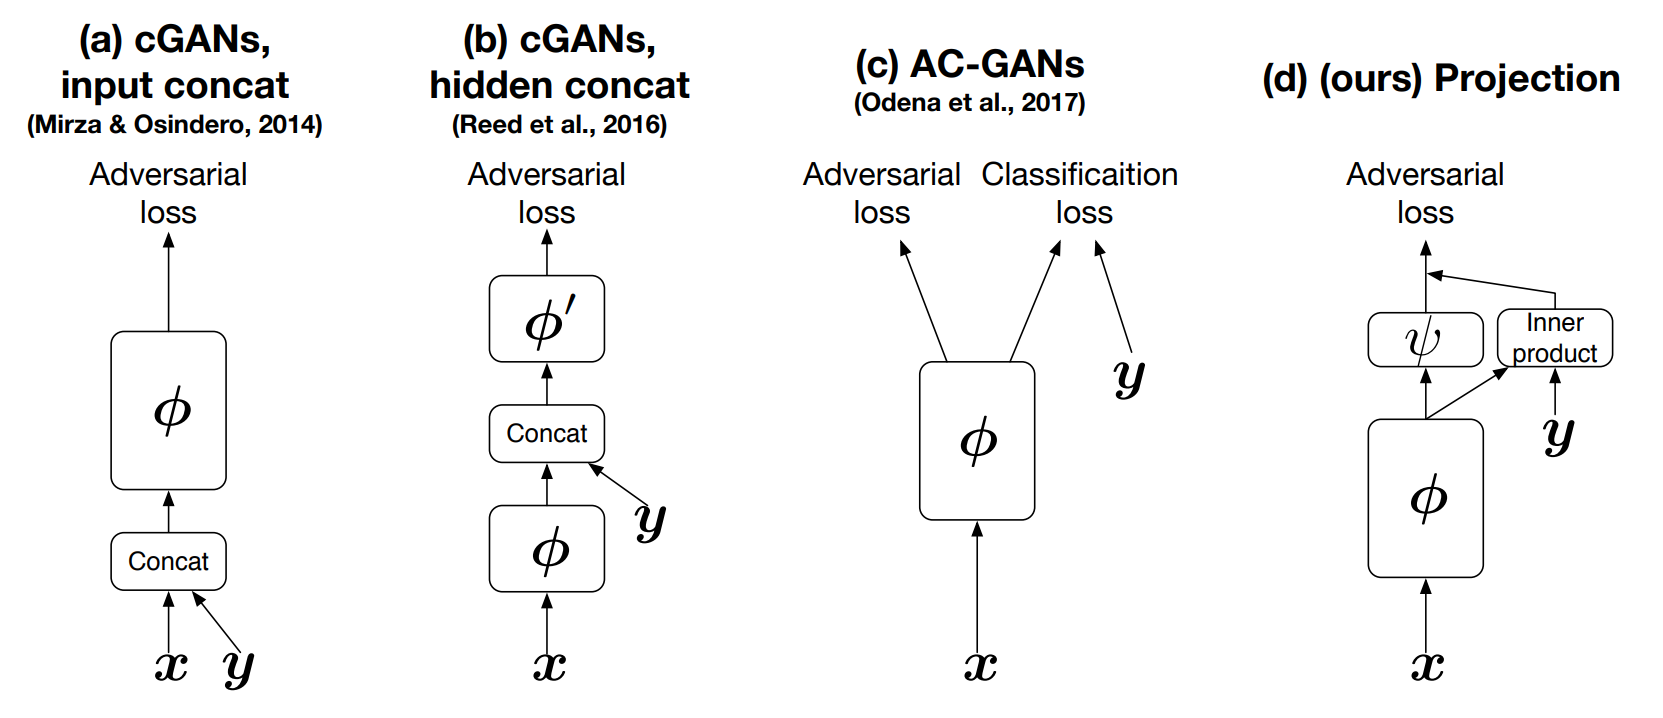 (a) cGANs,
input concat
(Mirza & Osindero, 2014)
Adversarial
loss
ϕ
Concat
x y
(b) cGANs,
hidden concat
(Reed et al., 2016)
Adversarial
loss
ϕ′
Concat
y
ϕ
x
(c) AC-GANs
(Odena et al., 2017)
Adversarial Classificaition
loss loss
y
ϕ
x
(d) (ours) Projection
Adversarial
loss
ψ
Inner
product
y
ϕ
x